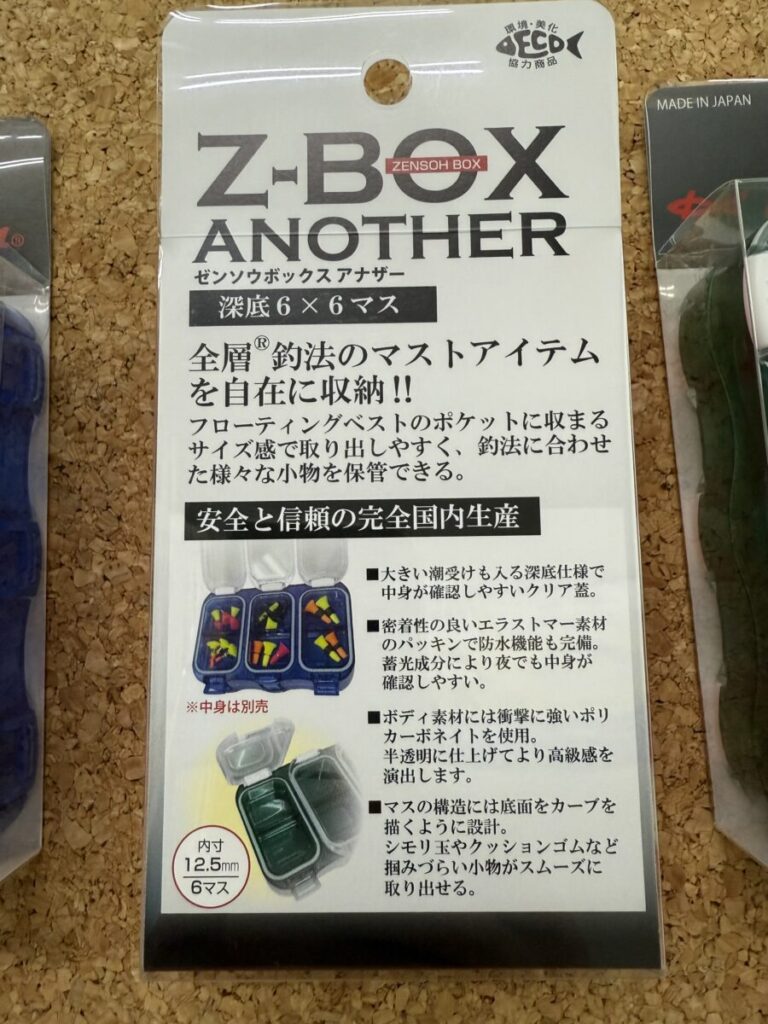 環境・美化
ECO
協力商品
MADE IN JAPAN
Z-BOX
ZENSOH BOX
ANOTHER
ゼンソウボックス アナザー
深底6×6マス
全層®釣法のマストアイテム
を自在に収納!!
フローティングベストのポケットに収まる
サイズ感で取り出しやすく、釣法に合わせ
た様々な小物を保管できる。
安全と信頼の完全国内生産
■大きい潮受けも入る深底仕様で
中身が確認しやすいクリア蓋。
■密着性の良いエラストマー素材
のパッキンで防水機能も完備。
蓄光成分により夜でも中身が
確認しやすい。
※中身は別売
■ボディ素材には衝撃に強いポリ
カーボネイトを使用。
半透明に仕上げてより高級感を
演出します。
■マスの構造には底面をカーブを
描くように設計。
シモリ玉やクッションゴムなど
掴みづらい小物がスムーズに
取り出せる。
内寸
12.5mm
6マス